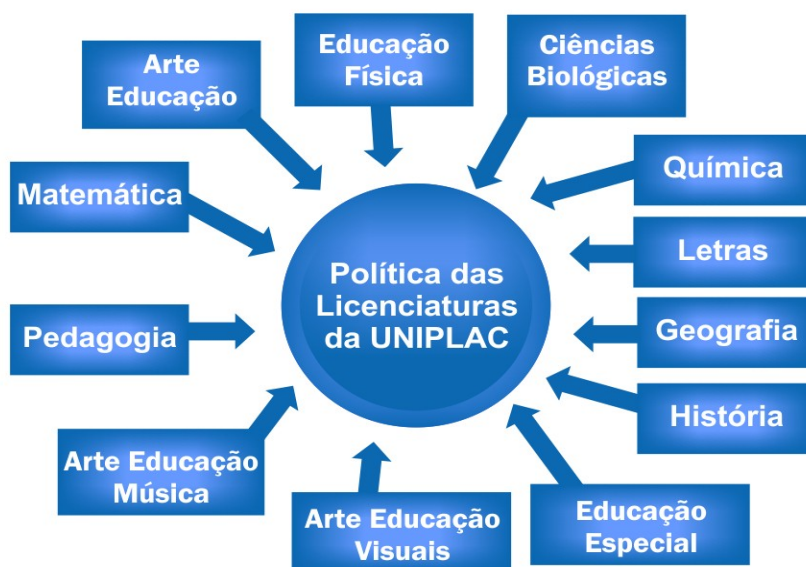 Arte
Educação
Educação
Física
Ciências
Biológicas
Matemática
Química
Letras
Política das
Licenciaturas
da UNIPLAC
Pedagogia
Geografia
História
Arte Educação
Música
Arte Educação
Visuais
Educação
Especial